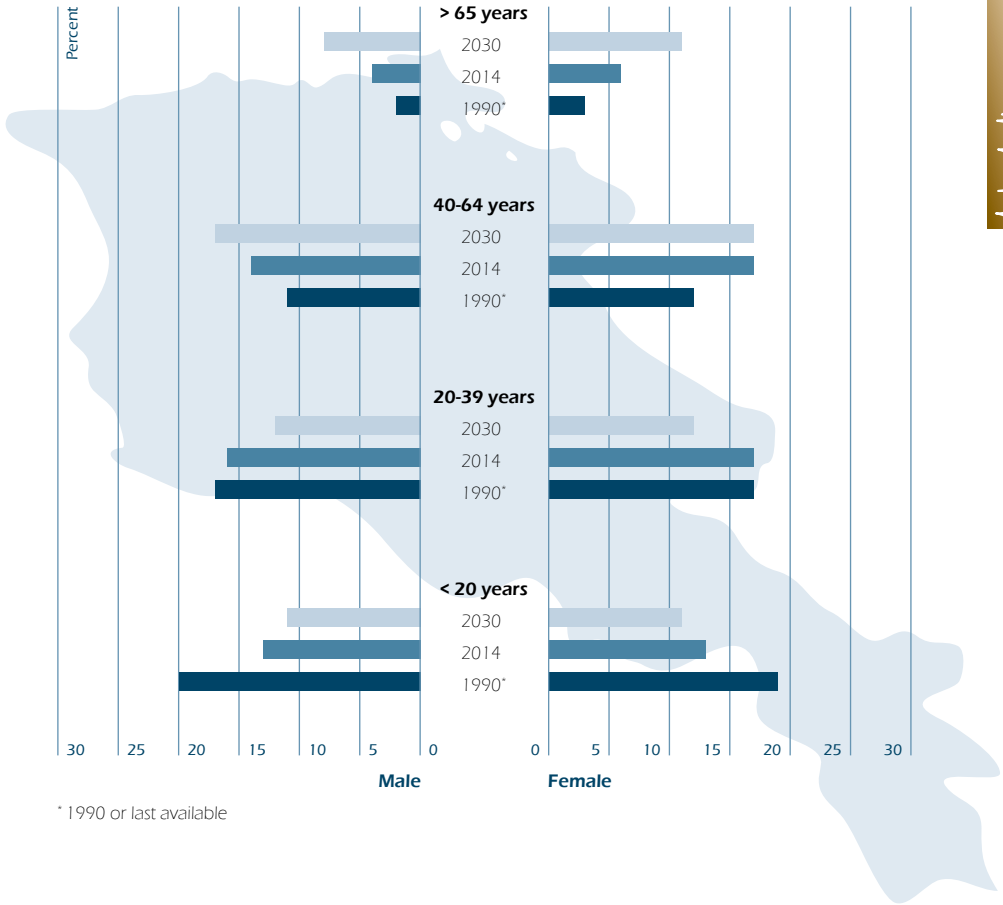 Percent
> 65 years
2030
2014
1990*
40-64 years
2030
2014
1990*
20-39 years
2030
2014
1990*
< 20 years
2030
2014
1990*
30 25 20 15 10 5 0 0 5 10 15 20 25 30
Male Female
* 1990 or last available